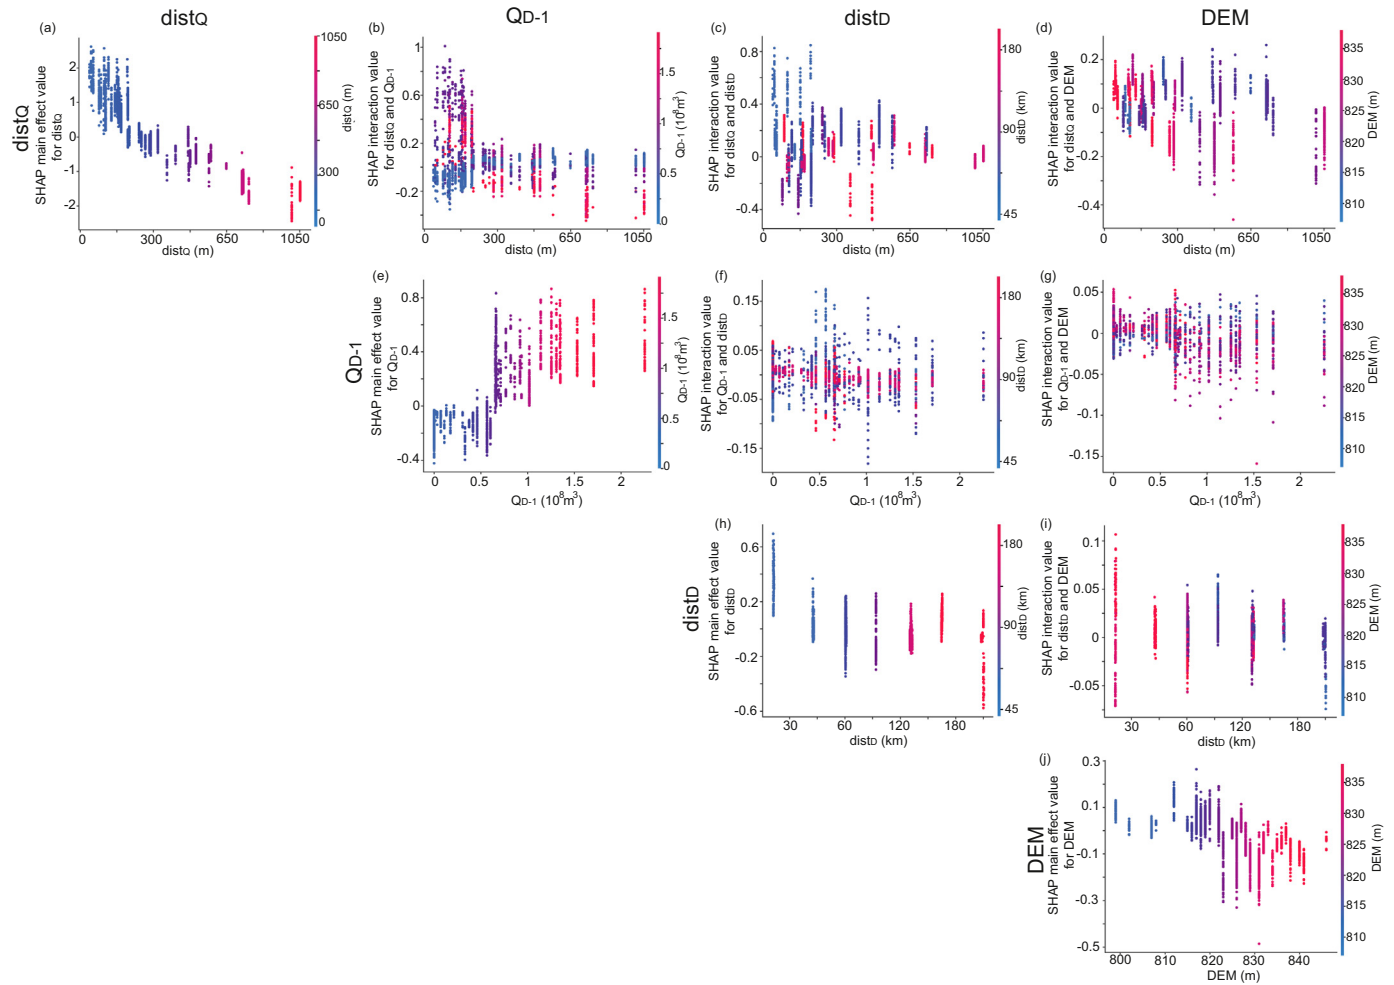 distQ
QD-1
distD
DEM
distQ
(a)
SHAP main effect value
for distQ
2
1
0
-1
-2
0
300
650
1050
distQ (m)
1050
650
300
0
distQ (m)
(b)
SHAP interaction value
for distQ and QD-1
1
0.6
0.2
-0.2
0
300
650
1050
distQ (m)
1.5
1
0.5
0
QD-1 (10⁸m³)
(c)
SHAP interaction value
for distQ and distD
0.8
0.4
0
-0.4
0
300
650
1050
distQ (m)
180
90
45
distD (km)
(d)
SHAP interaction value
for distQ and DEM
0.2
0
-0.2
-0.4
0
300
650
1050
distQ (m)
835
830
825
820
815
810
DEM (m)
QD-1
(e)
SHAP main effect value
for QD-1
0.8
0.4
0
-0.4
0
0.5
1
1.5
2
QD-1 (10⁸m³)
1.5
1
0.5
0
QD-1 (10⁸m³)
(f)
SHAP interaction value
for QD-1 and distD
0.15
0.05
-0.05
-0.15
0
0.5
1
1.5
2
QD-1 (10⁸m³)
180
90
45
distD (km)
(g)
SHAP interaction value
for QD-1 and DEM
0.05
0
-0.05
-0.1
-0.15
0
0.5
1
1.5
2
QD-1 (10⁸m³)
835
830
825
820
815
810
DEM (m)
distD
(h)
SHAP main effect value
for distD
0.6
0.2
-0.2
-0.6
30
60
120
180
distD (km)
180
90
45
distD (km)
(i)
SHAP interaction value
for distD and DEM
0.1
0.05
0
-0.05
30
60
120
180
distD (km)
835
830
825
820
815
810
DEM (m)
DEM
(j)
SHAP main effect value
for DEM
0.3
0.1
-0.1
-0.3
-0.5
800
810
820
830
840
DEM (m)
835
830
825
820
815
810
DEM (m)